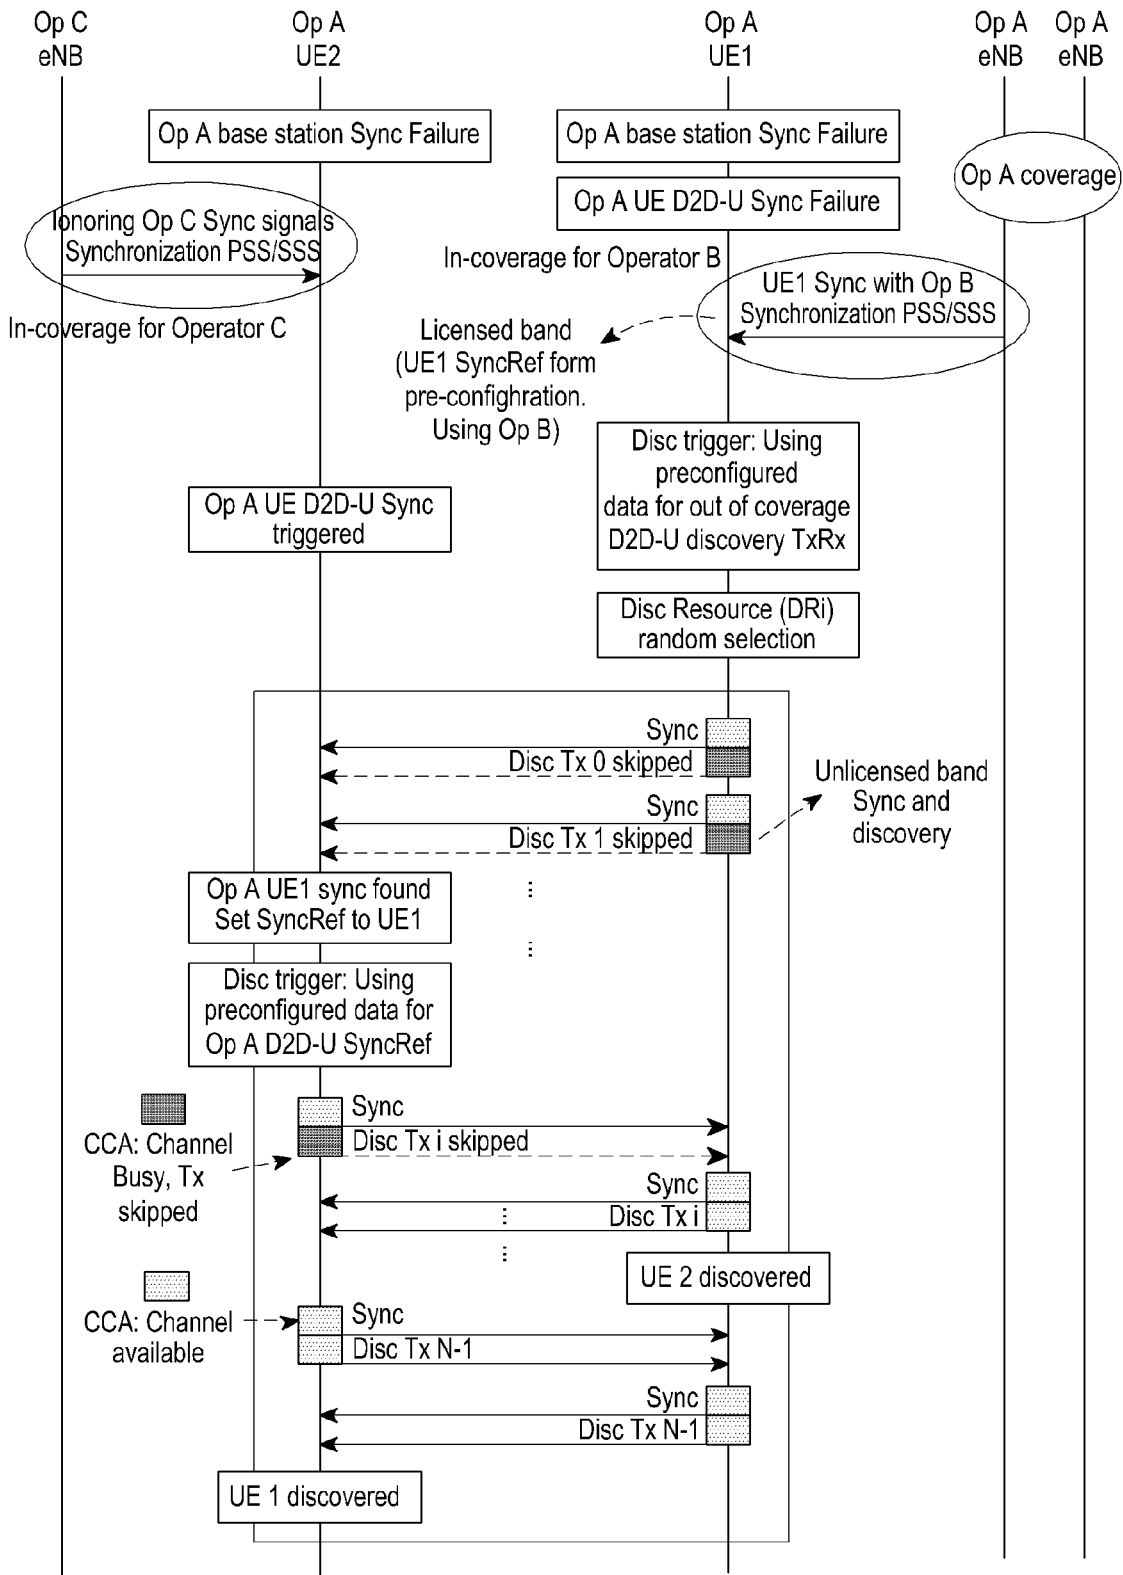 Op C
eNB
Op A
UE2
Op A
UE1
Op A
eNB
Op A
eNB
Op A base station Sync Failure
Op A base station Sync Failure
Op A coverage
Op A UE D2D-U Sync Failure
Ionoring Op C Sync signals
Synchronization PSS/SSS
In-coverage for Operator C
In-coverage for Operator B
UE1 Sync with Op B
Synchronization PSS/SSS
Licensed band
(UE1 SyncRef form
pre-confighration.
Using Op B)
Disc trigger: Using
preconfigured
data for out of coverage
D2D-U discovery TxRx
Op A UE D2D-U Sync
triggered
Disc Resource (DRi)
random selection
Sync
Disc Tx 0 skipped
Sync
Disc Tx 1 skipped
Unlicensed band
Sync and
discovery
Op A UE1 sync found
Set SyncRef to UE1
...
...
Disc trigger: Using
preconfigured data for
Op A D2D-U SyncRef
Sync
Disc Tx i skipped
CCA: Channel
Busy, Tx
skipped
Sync
Disc Tx i
...
...
UE 2 discovered
CCA: Channel
available
Sync
Disc Tx N-1
Sync
Disc Tx N-1
UE 1 discovered